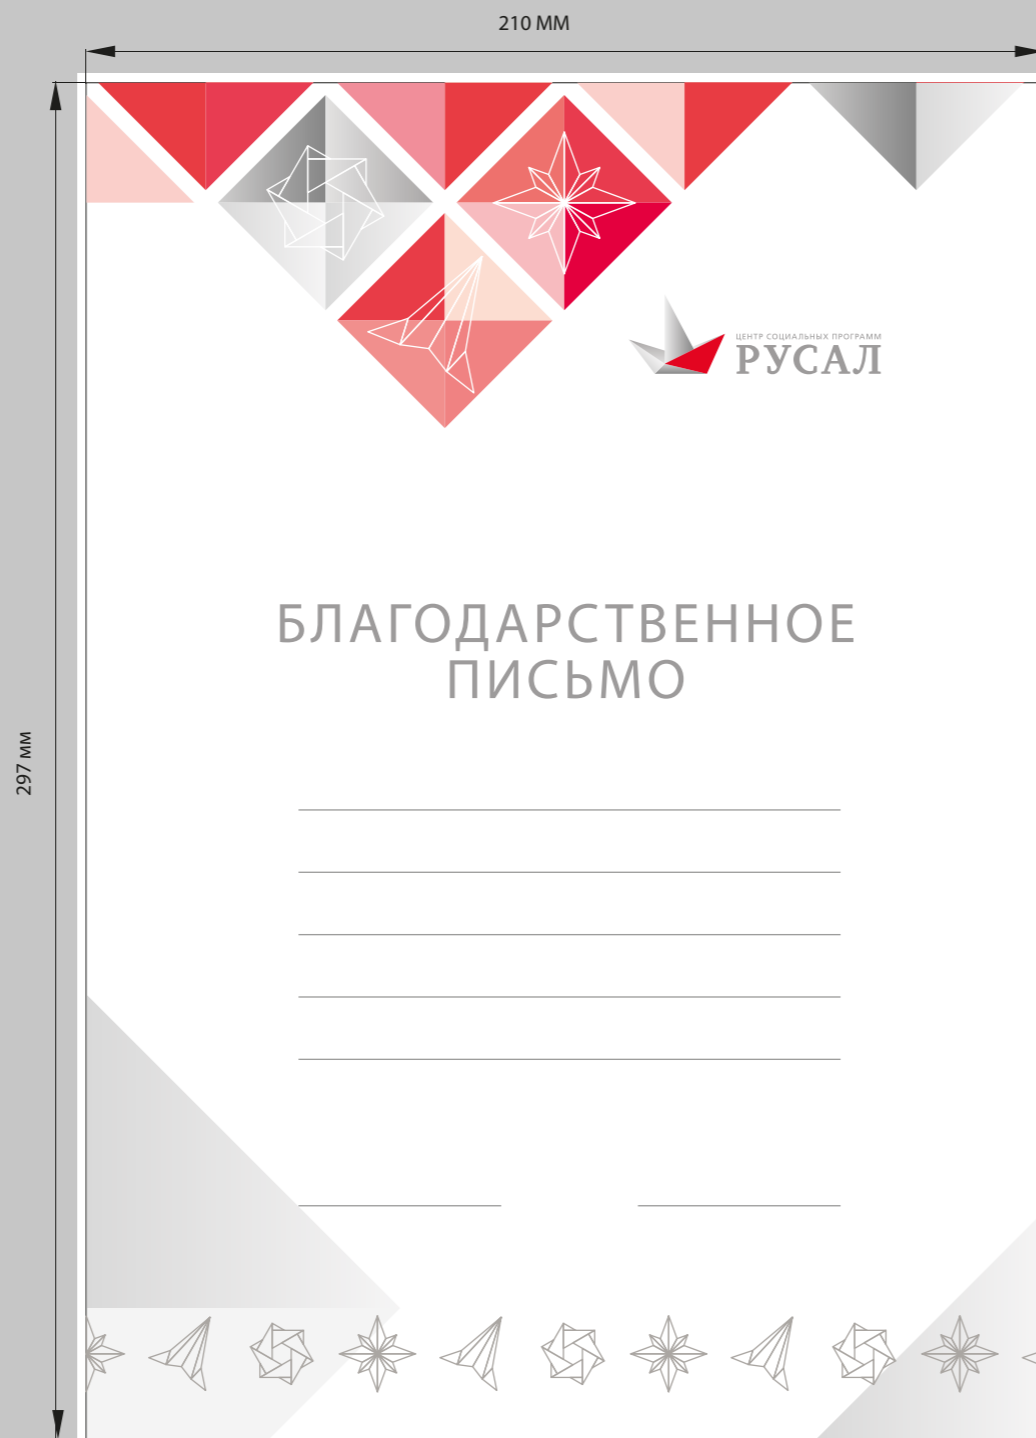 210 ММ
297 мм
ЦЕНТР СОЦИАЛЬНЫХ ПРОГРАММ
РУСАЛ
БЛАГОДАРСТВЕННОЕ
ПИСЬМО